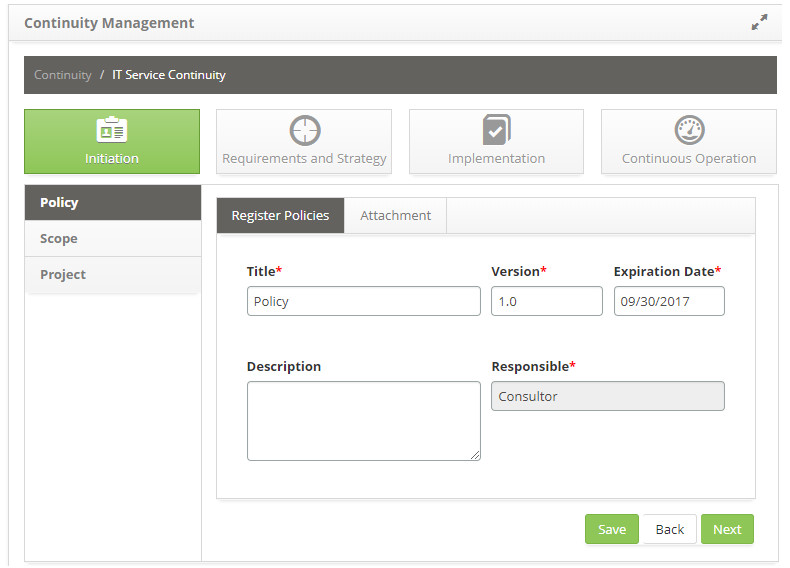 Continuity Management
Continuity / IT Service Continuity
Initiation
Requirements and Strategy
Implementation
Continuous Operation
Policy
Scope
Project
Register Policies
Attachment
Title* Version* Expiration Date*
Policy 1.0 09/30/2017
Description Responsible*
Consultor
Save Back Next